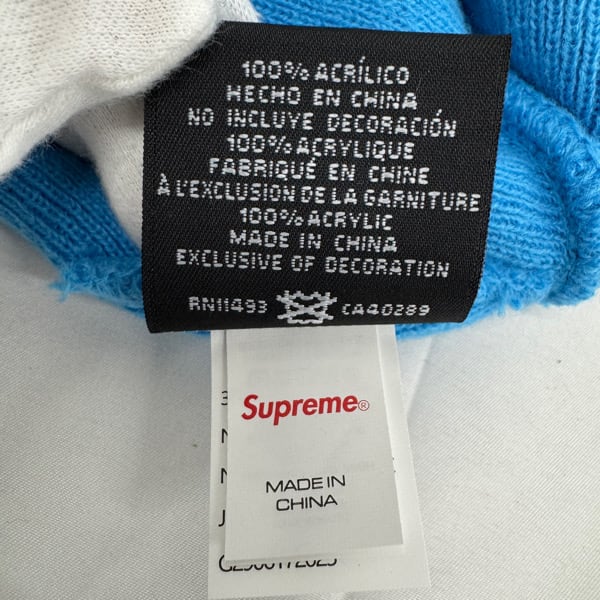 100% ACRÍLICO
HECHO EN CHINA
NO INCLUYE DECORACIÓN
100% ACRYLIQUE
FABRIQUÉ EN CHINE
À L'EXCLUSION DE LA GARNITURE
100% ACRYLIC
MADE IN CHINA
EXCLUSIVE OF DECORATION
RN11493 CA40289
Supreme®
MADE IN
CHINA